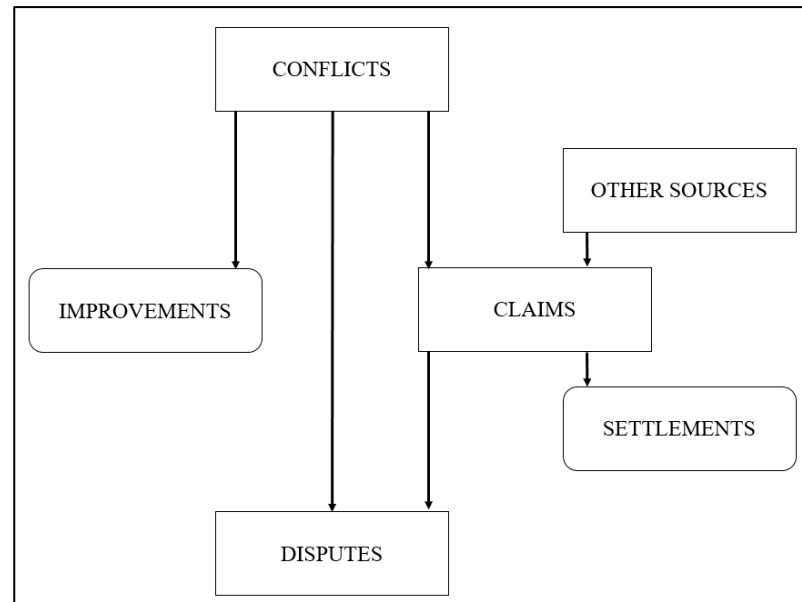 CONFLICTS
OTHER SOURCES
IMPROVEMENTS
CLAIMS
SETTLEMENTS
DISPUTES